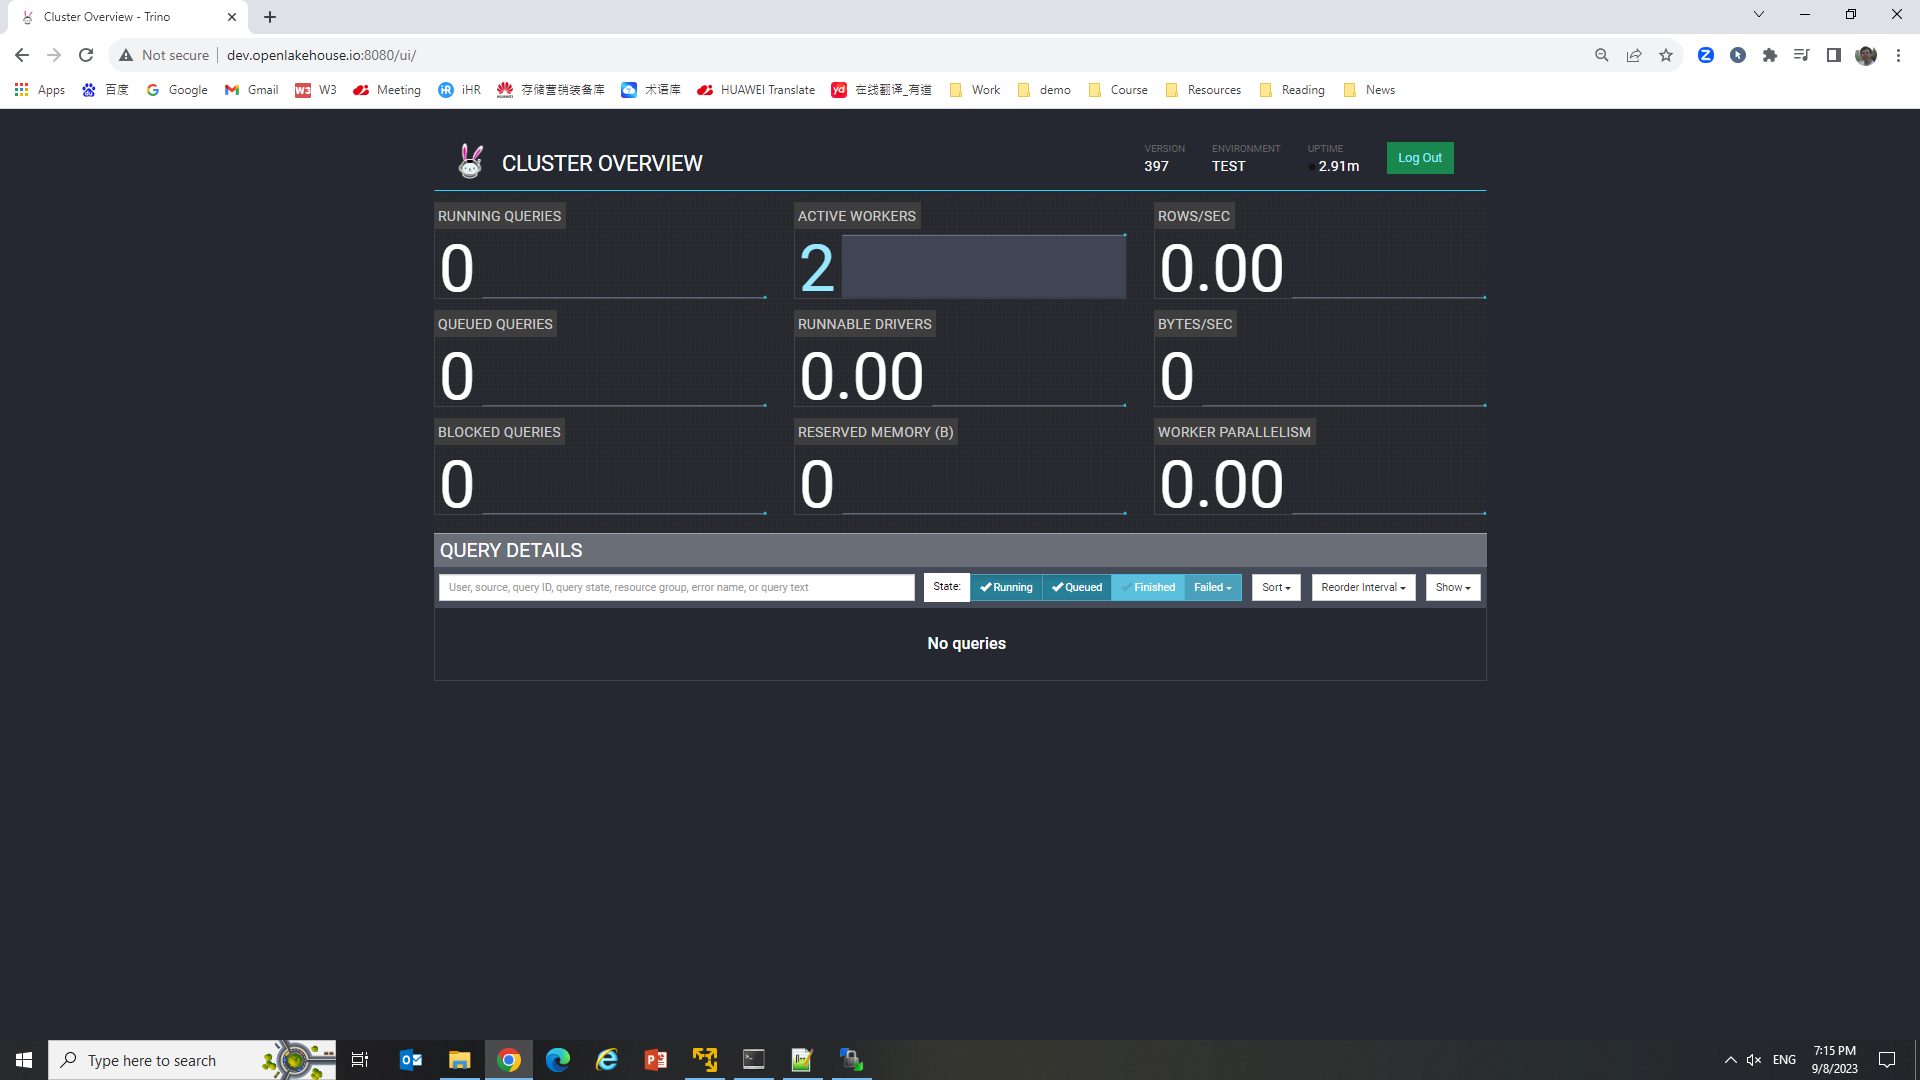 Cluster Overview - Trino
Not secure
dev.openlakehouse.io:8080/ui/
Apps
百度
Google
Gmail
W3
W3
Meeting
HR
iHR
HUAWEI
存储营销装备库
术语库
HUAWEI Translate
yd
在线翻译_有道
Work
demo
Course
Resources
Reading
News
CLUSTER OVERVIEW
VERSION
397
ENVIRONMENT
TEST
UPTIME
2.91m
Log Out
RUNNING QUERIES
0
ACTIVE WORKERS
2
ROWS/SEC
0.00
QUEUED QUERIES
0
RUNNABLE DRIVERS
0.00
BYTES/SEC
0
BLOCKED QUERIES
0
RESERVED MEMORY (B)
0
WORKER PARALLELISM
0.00
QUERY DETAILS
User, source, query ID, query state, resource group, error name, or query text
State:
Running
Queued
Finished
Failed
Sort
Reorder Interval
Show
No queries
Type here to search
ENG
7:15 PM
9/8/2023